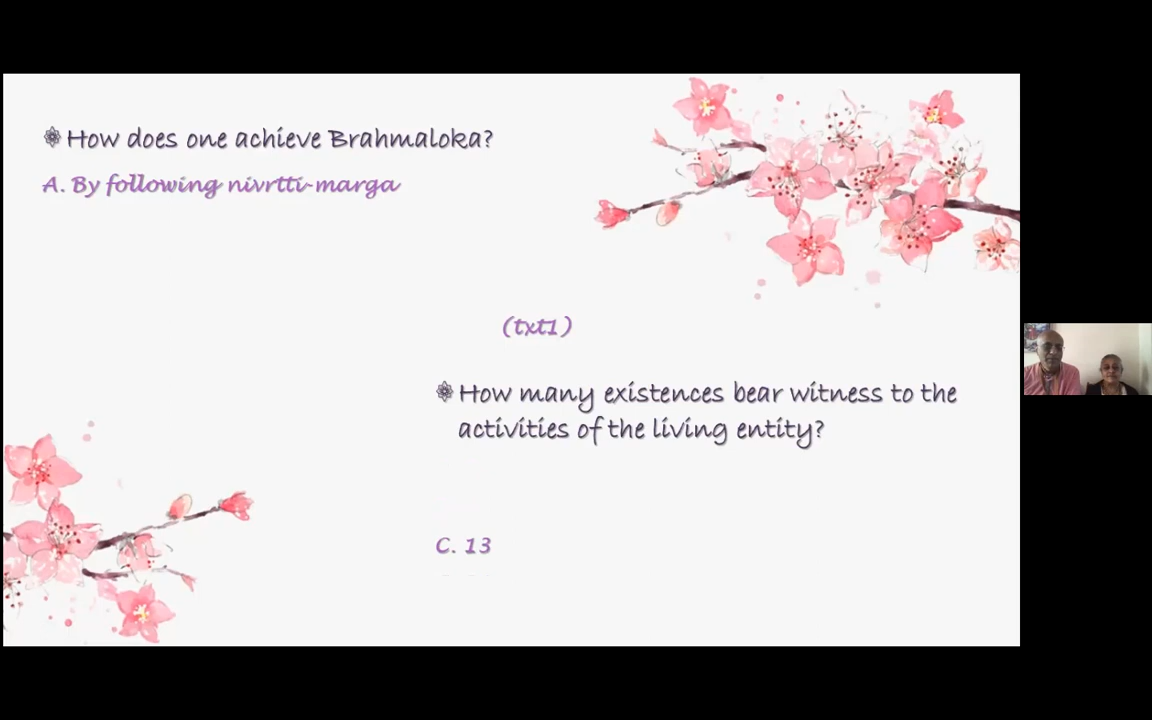 How does one achieve Brahmaloka?
A. By following nivrtti-marga
(txt1)
How many existences bear witness to the
activities of the living entity?
C. 13